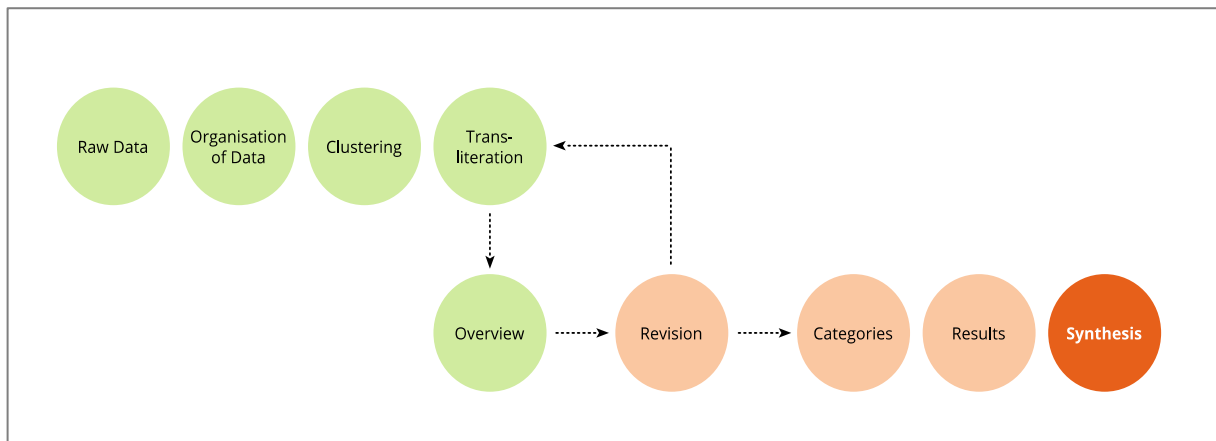 Raw Data
Organisation
of Data
Clustering
Trans-
literation
Overview
Revision
Categories
Results
Synthesis